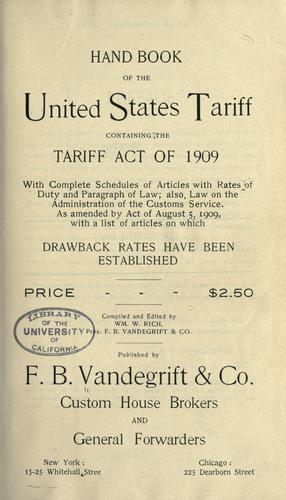 HAND BOOK
OF THE
United States Tariff
CONTAINING THE
TARIFF ACT OF 1909
With Complete Schedules of Articles with Rates of
Duty and Paragraph of Law; also, Law on the
Administration of the Customs Service.
As amended by Act of August 5, 1909,
with a list of articles on which
DRAWBACK RATES HAVE BEEN
ESTABLISHED
PRICE - - - $2.50
Compiled and Edited by
WM. W. RICH,
Pres. F. B. VANDEGRIFT & CO.
LIBRARY
OF THE
UNIVERSITY
OF
CALIFORNIA
Published by
F. B. Vandegrift & Co.
Custom House Brokers
AND
General Forwarders
New York:
15-25 Whitehall Stree
Chicago:
225 Dearborn Street